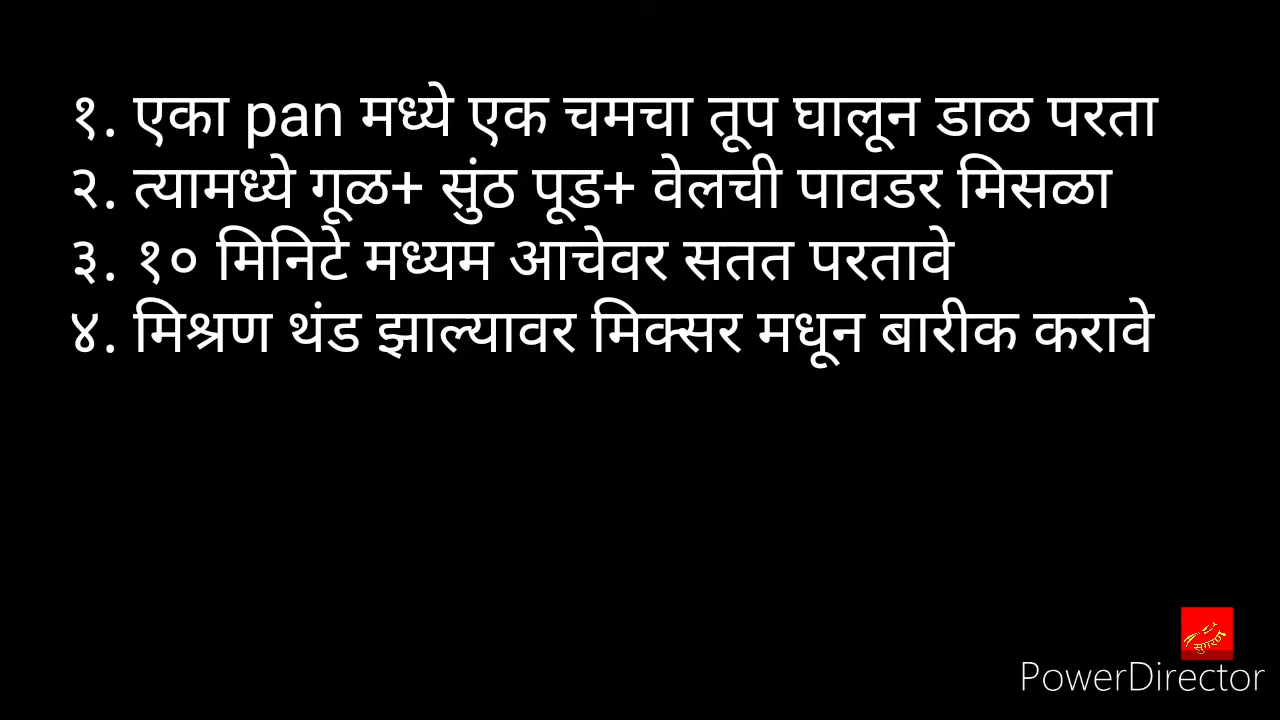 १. एका pan मध्ये एक चमचा तूप घालून डाळ परता
२. त्यामध्ये गूळ+ सुंठ पूड+ वेलची पावडर मिसळा
३. १० मिनिटे मध्यम आचेवर सतत परतावे
४. मिश्रण थंड झाल्यावर मिक्सर मधून बारीक करावे
सुगरण
PowerDirector